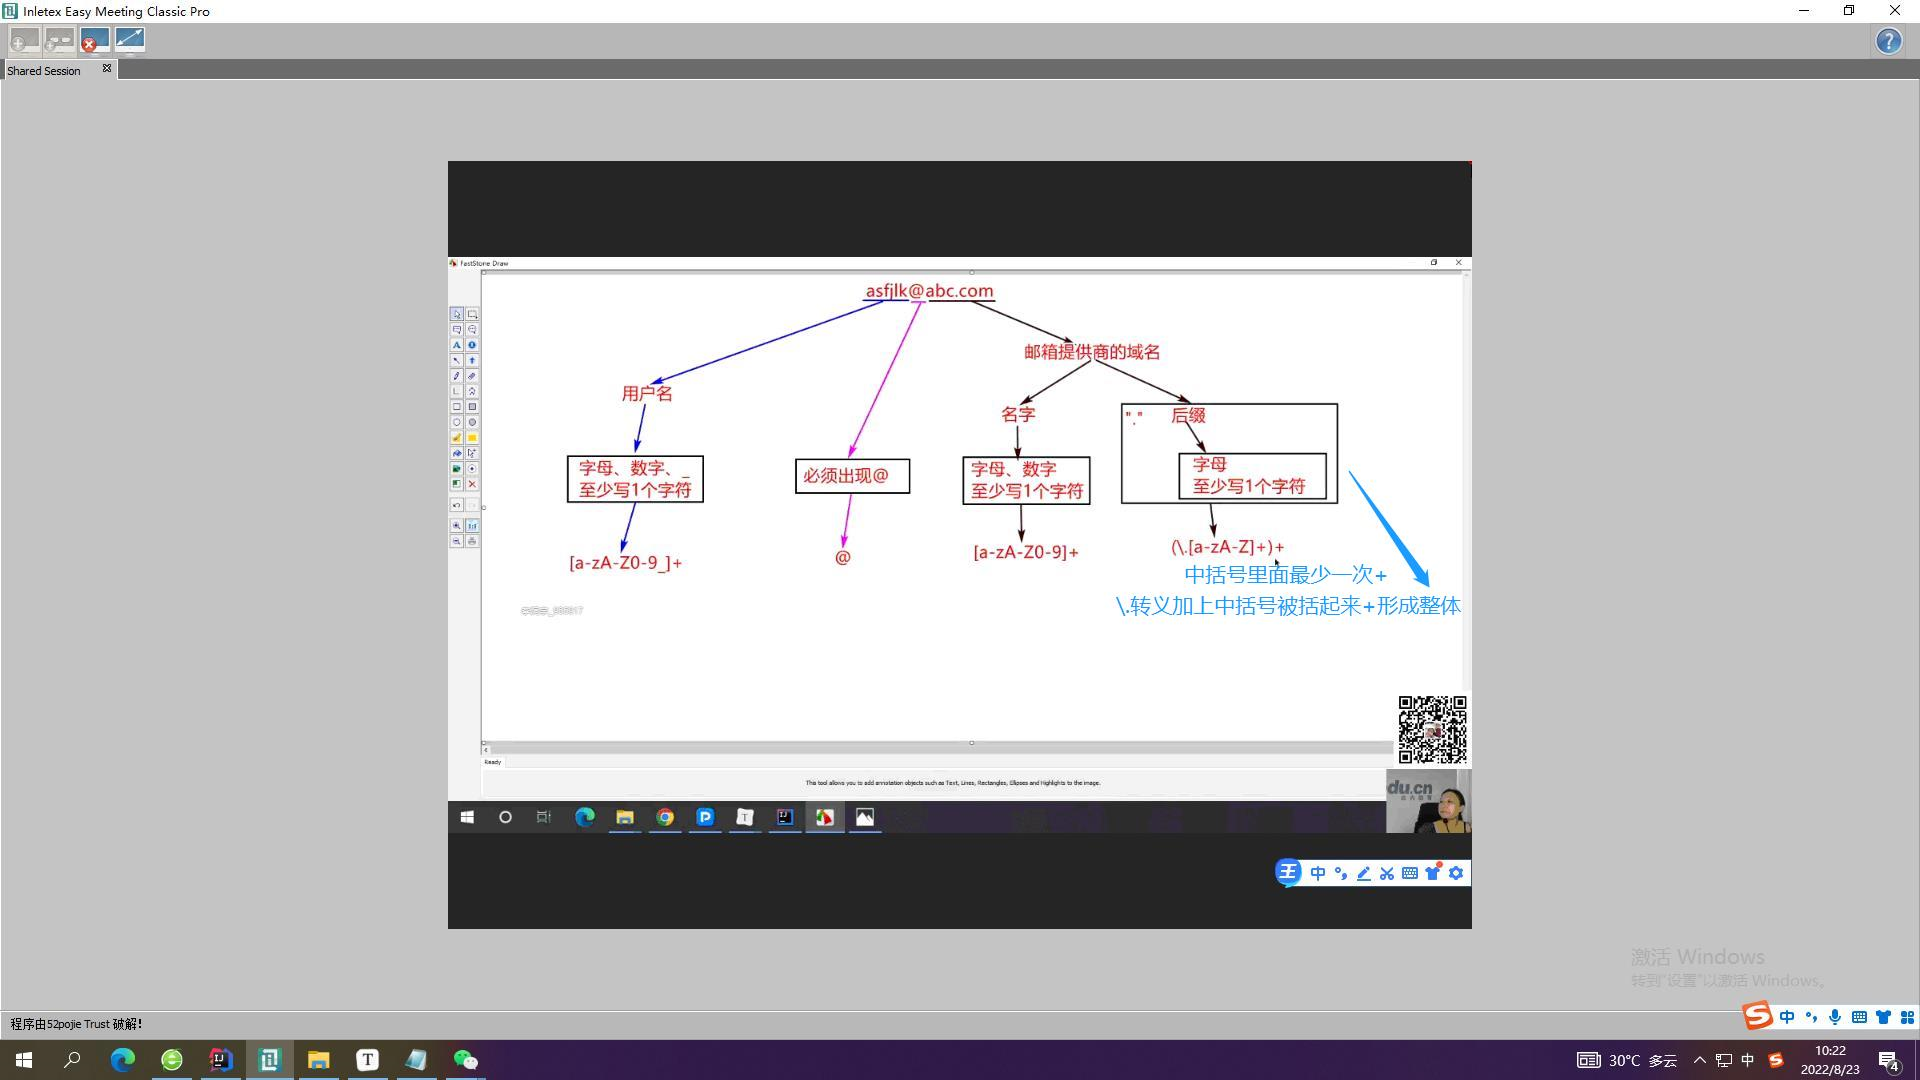 Inletex Easy Meeting Classic Pro
Shared Session
FastStone Draw
asfjlk@abc.com
邮箱提供商的域名
用户名
名字
"." 后缀
字母、数字、_
至少写1个字符
必须出现@
字母、数字
至少写1个字符
字母
至少写1个字符
[a-zA-Z0-9_]+
@
[a-zA-Z0-9]+
(\.[a-zA-Z]+)+
中括号里面最少一次+
\.转义加上中括号被括起来+形成整体
Ready
This tool allows you to add annotation objects such as Text, Lines, Rectangles, Ellipses and Highlights to the image.
du.cn
王 中
激活 Windows
转到"设置"以激活 Windows。
程序由52pojie Trust 破解!
中
30°C 多云
中
10:22
2022/8/23
4